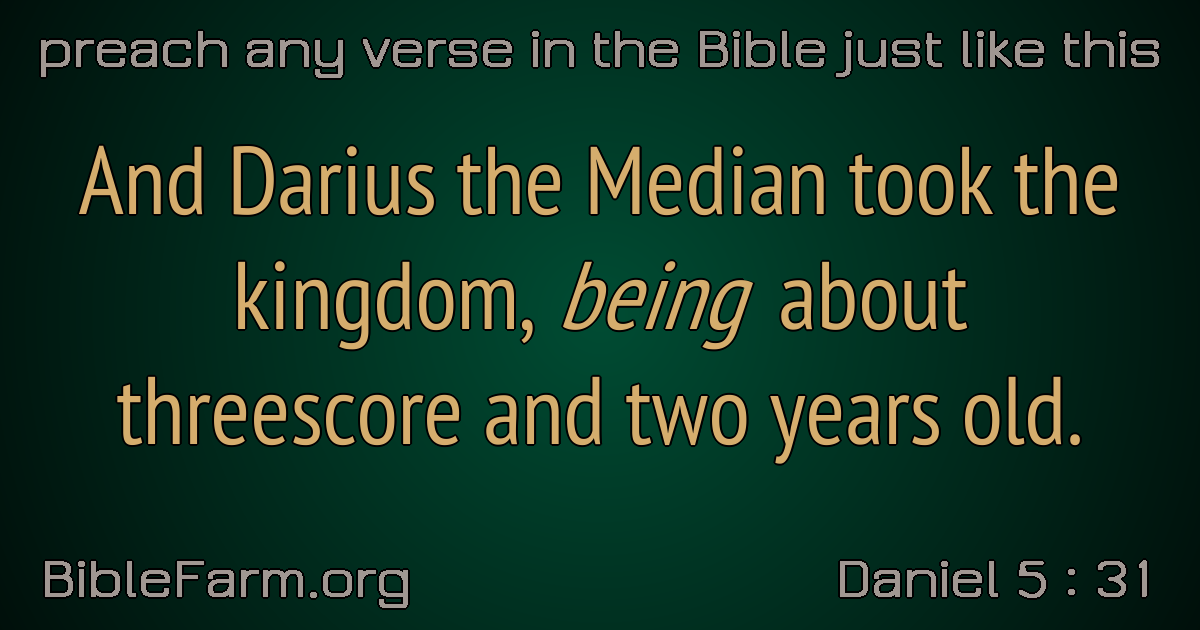 preach any verse in the Bible just like this
And Darius the Median took the
kingdom, being about
threescore and two years old.
BibleFarm.org
Daniel 5 : 31